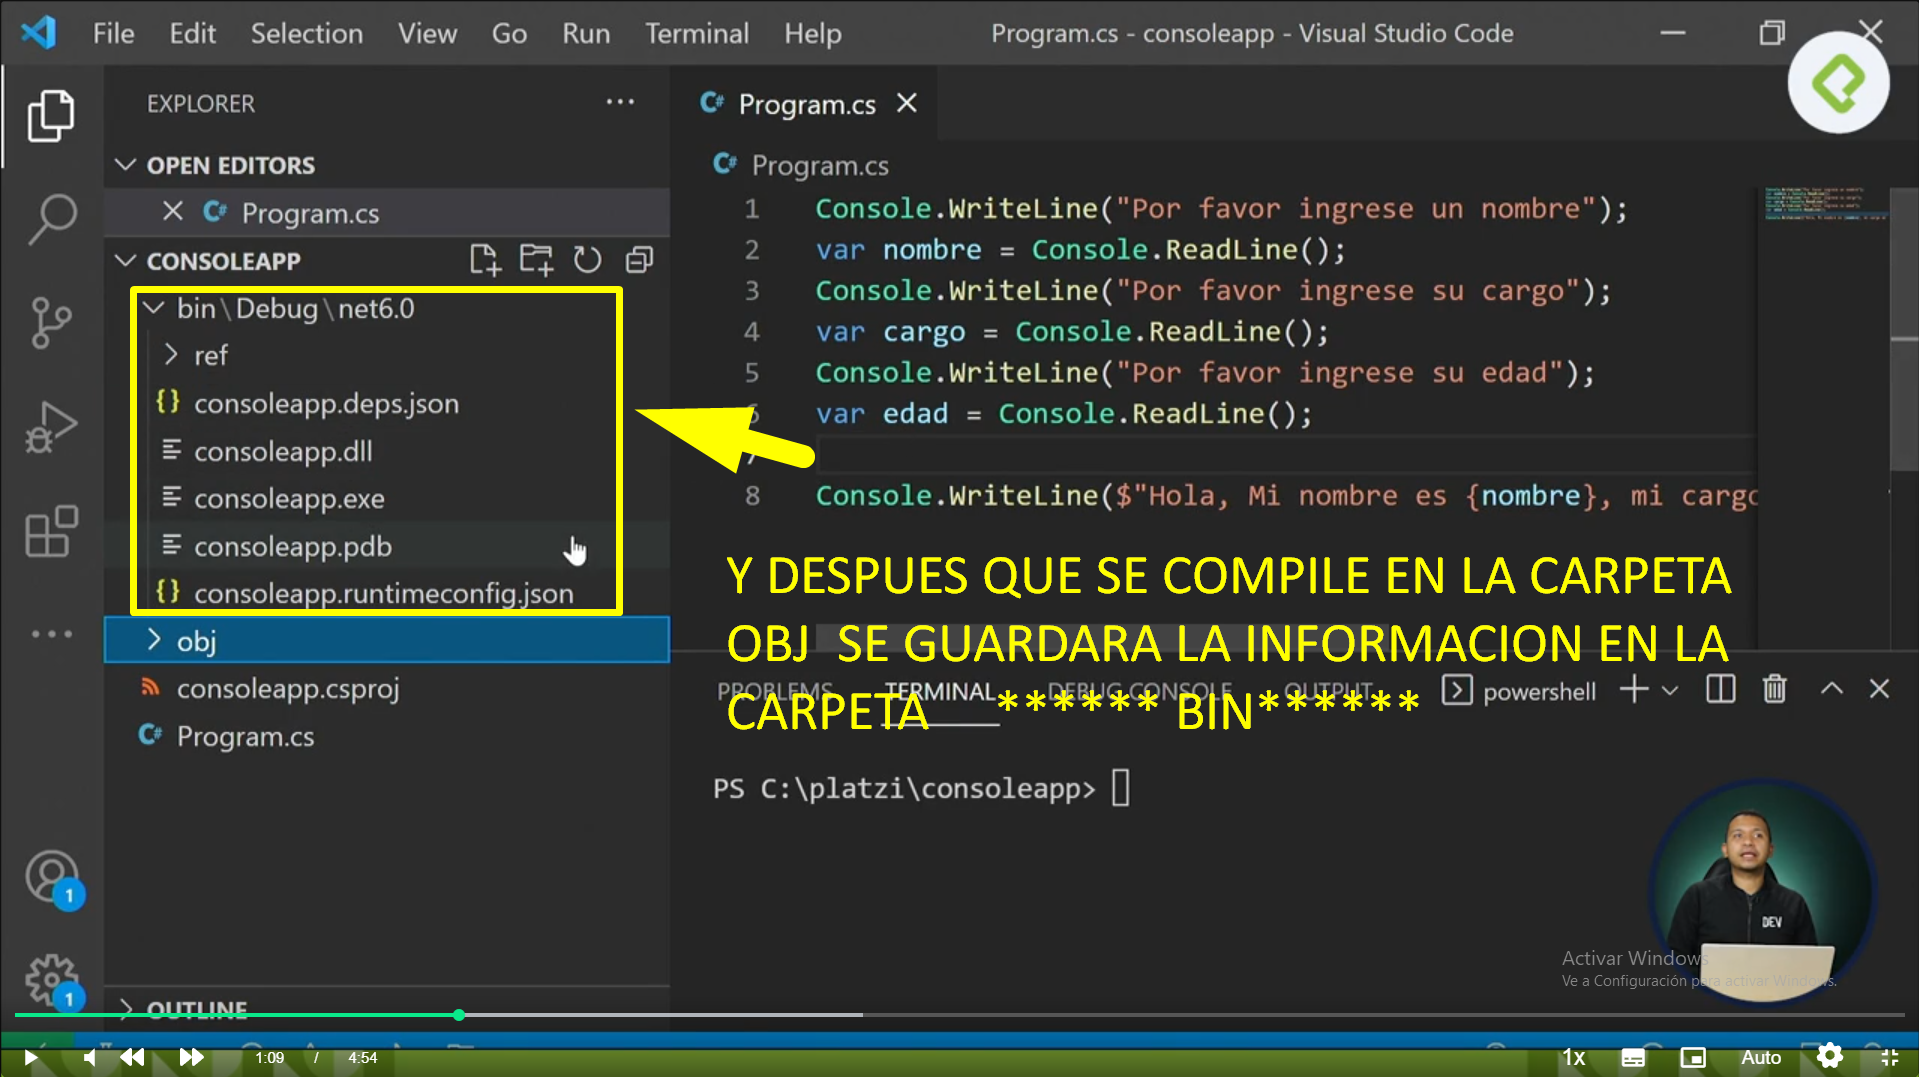 File Edit Selection View Go Run Terminal Help Program.cs - consoleapp - Visual Studio Code
EXPLORER ···
Program.cs
OPEN EDITORS
Program.cs
CONSOLEAPP
bin\Debug\net6.0
ref
consoleapp.deps.json
consoleapp.dll
consoleapp.exe
consoleapp.pdb
consoleapp.runtimeconfig.json
obj
consoleapp.csproj
Program.cs
OUTLINE
Program.cs
1 Console.WriteLine("Por favor ingrese un nombre");
2 var nombre = Console.ReadLine();
3 Console.WriteLine("Por favor ingrese su cargo");
4 var cargo = Console.ReadLine();
5 Console.WriteLine("Por favor ingrese su edad");
6 var edad = Console.ReadLine();
7
8 Console.WriteLine($"Hola, Mi nombre es {nombre}, mi cargo
Y DESPUES QUE SE COMPILE EN LA CARPETA
OBJ SE GUARDARA LA INFORMACION EN LA
CARPETA ****** BIN******
PROBLEMS TERMINAL DEBUG CONSOLE OUTPUT powershell
PS C:\platzi\consoleapp>
DEV
1
1
Activar Windows
Ve a Configuración para activar Windows.
1:09 / 4:54 1x Auto